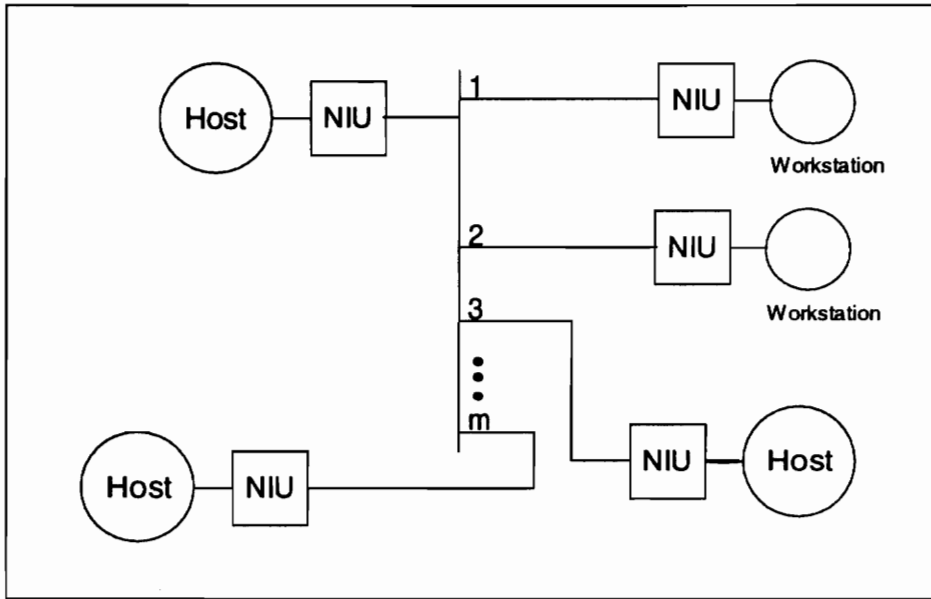 Host
NIU
1
NIU
Workstation
2
NIU
Workstation
3
m
Host
NIU
NIU
Host